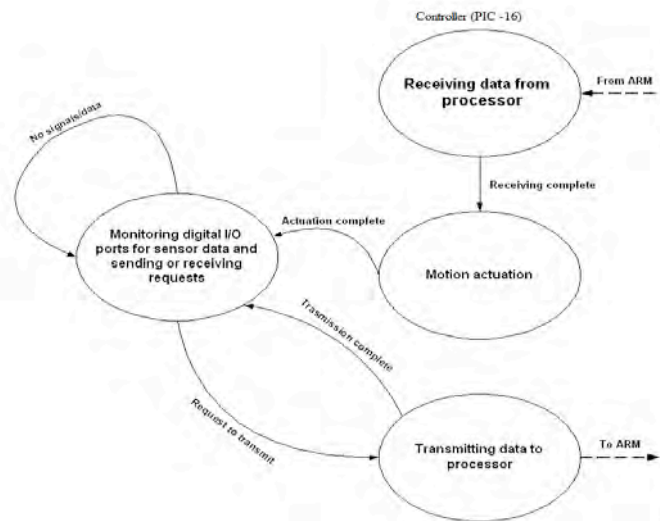 Controller (PIC -16)
Receiving data from
processor
From ARM
No signals/data
Receiving complete
Monitoring digital I/O
ports for sensor data and
sending or receiving
requests
Actuation complete
Motion actuation
Trasmission complete
Request to transmit
Transmitting data to
processor
To ARM